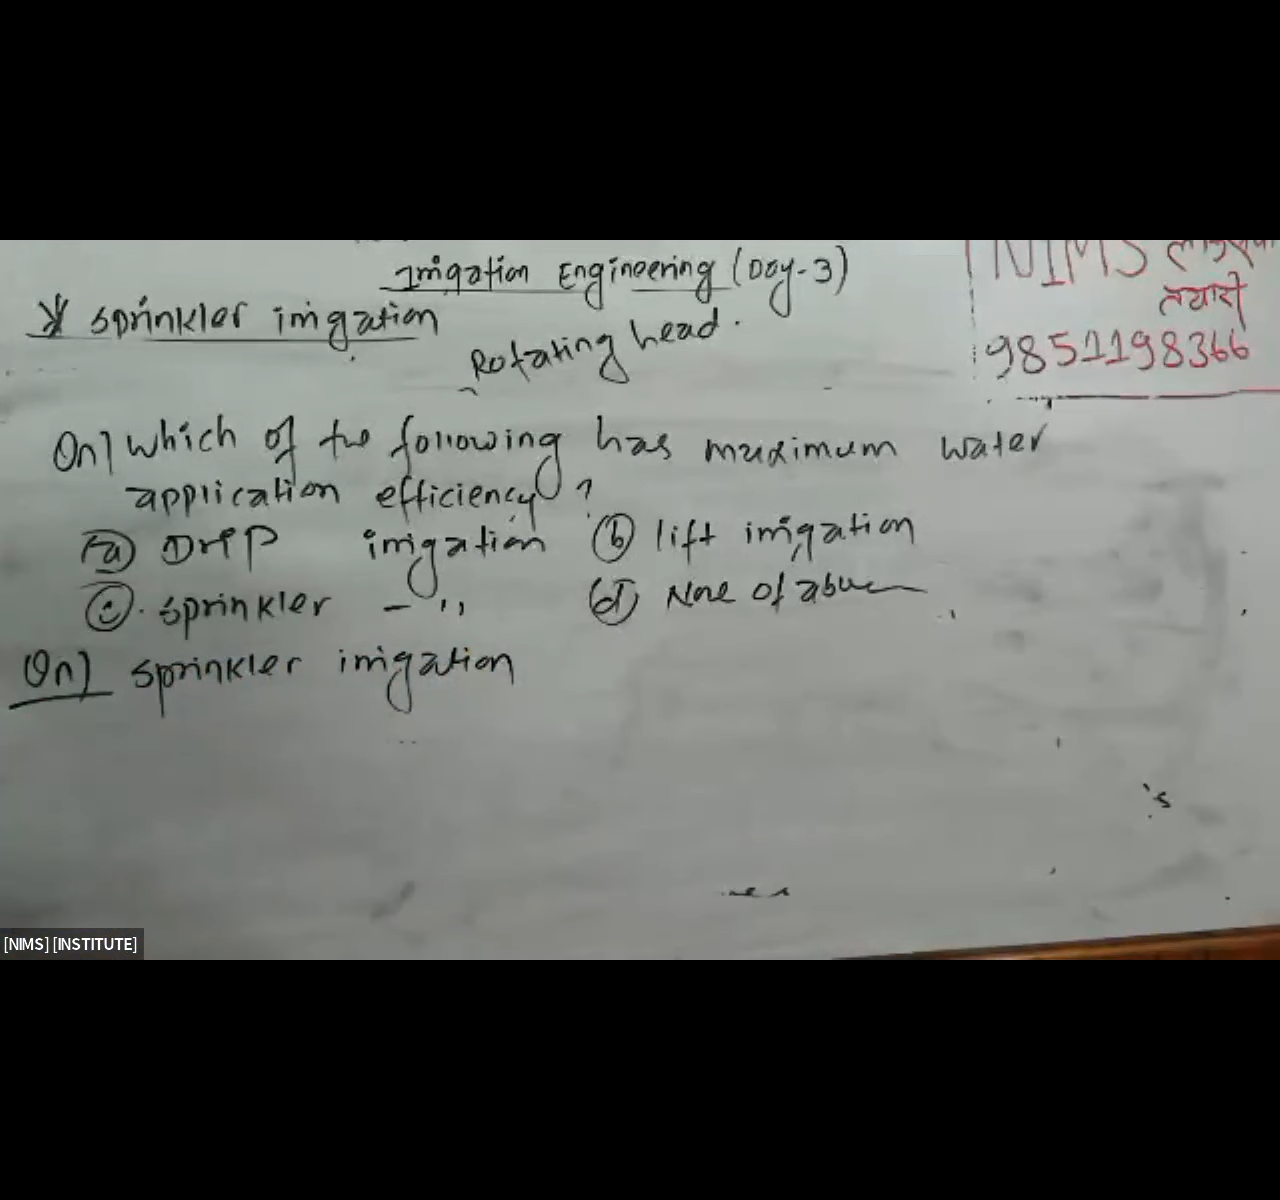 Irrigation Engineering (Day-3)
NIMS
तयारी
9851198366
* sprinkler irrigation
Rotating head.
Qn] which of the following has maximum water
application efficiency?
(a) Drip irrigation (b) lift irrigation
(c) sprinkler - " (d) None of above
Qn] sprinkler irrigation
[NIMS] [INSTITUTE]